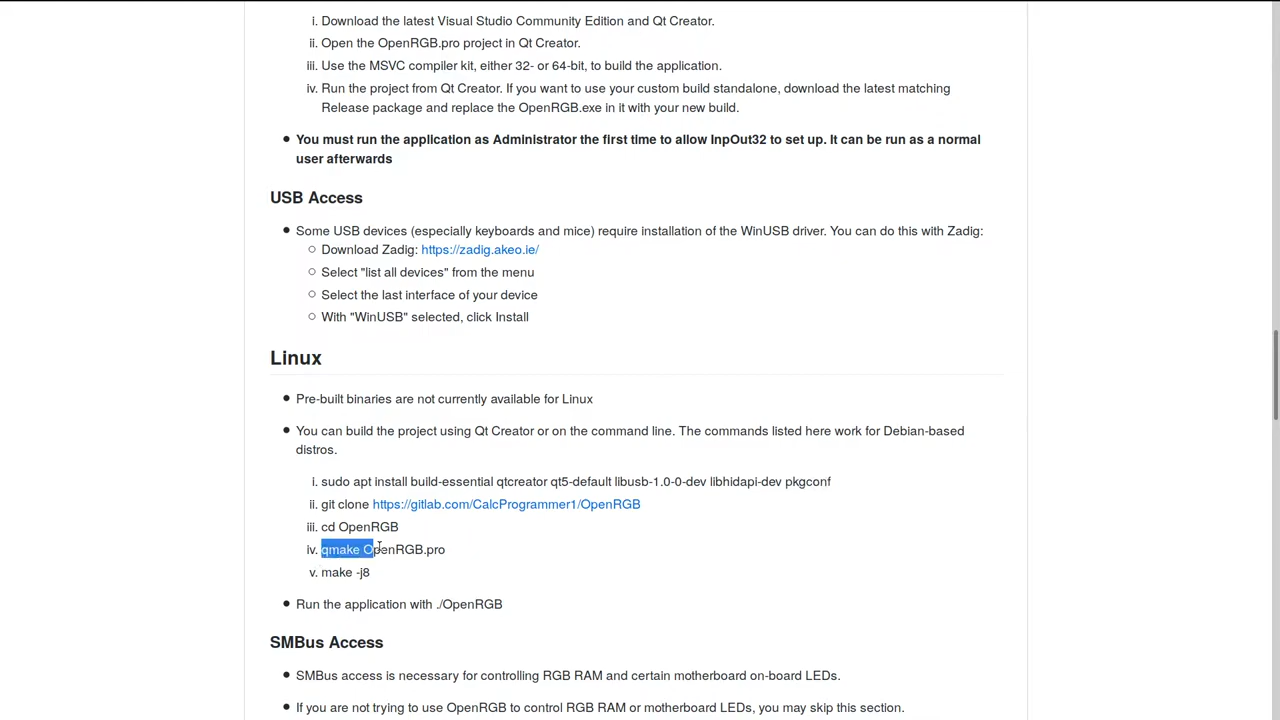 i. Download the latest Visual Studio Community Edition and Qt Creator.
ii. Open the OpenRGB.pro project in Qt Creator.
iii. Use the MSVC compiler kit, either 32- or 64-bit, to build the application.
iv. Run the project from Qt Creator. If you want to use your custom build standalone, download the latest matching
Release package and replace the OpenRGB.exe in it with your new build.
• You must run the application as Administrator the first time to allow InpOut32 to set up. It can be run as a normal
user afterwards
USB Access
• Some USB devices (especially keyboards and mice) require installation of the WinUSB driver. You can do this with Zadig:
○ Download Zadig: https://zadig.akeo.ie/
○ Select "list all devices" from the menu
○ Select the last interface of your device
○ With "WinUSB" selected, click Install
Linux
• Pre-built binaries are not currently available for Linux
• You can build the project using Qt Creator or on the command line. The commands listed here work for Debian-based
distros.
i. sudo apt install build-essential qtcreator qt5-default libusb-1.0-0-dev libhidapi-dev pkgconf
ii. git clone https://gitlab.com/CalcProgrammer1/OpenRGB
iii. cd OpenRGB
iv. qmake OpenRGB.pro
v. make -j8
• Run the application with ./OpenRGB
SMBus Access
• SMBus access is necessary for controlling RGB RAM and certain motherboard on-board LEDs.
• If you are not trying to use OpenRGB to control RGB RAM or motherboard LEDs, you may skip this section.